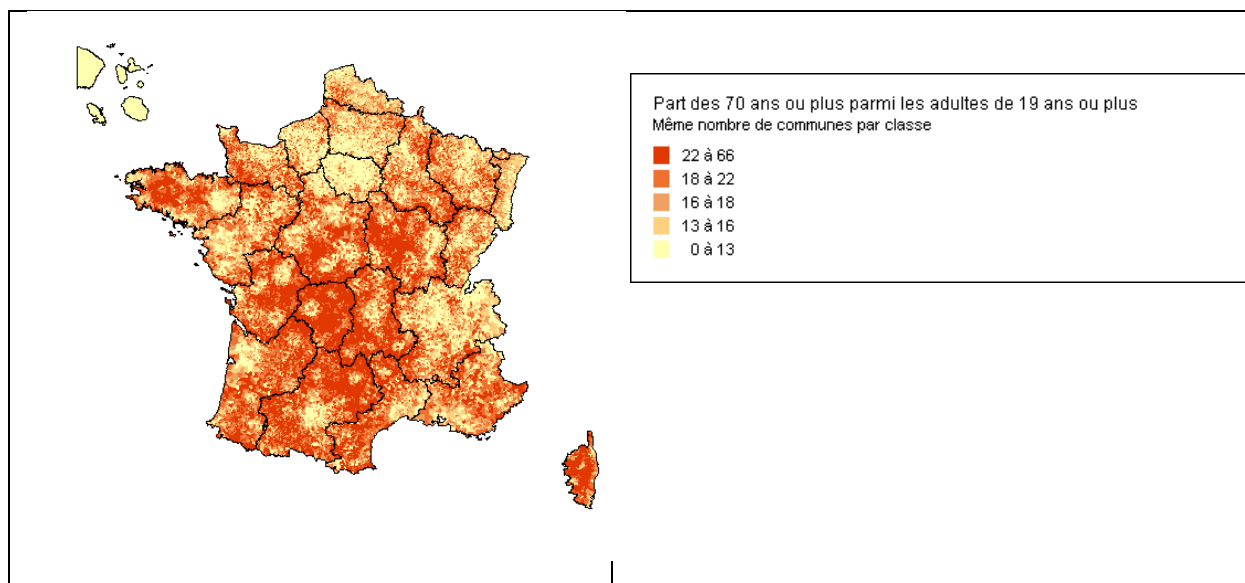 Part des 70 ans ou plus parmi les adultes de 19 ans ou plus
Même nombre de communes par classe
22 à 66
18 à 22
16 à 18
13 à 16
0 à 13